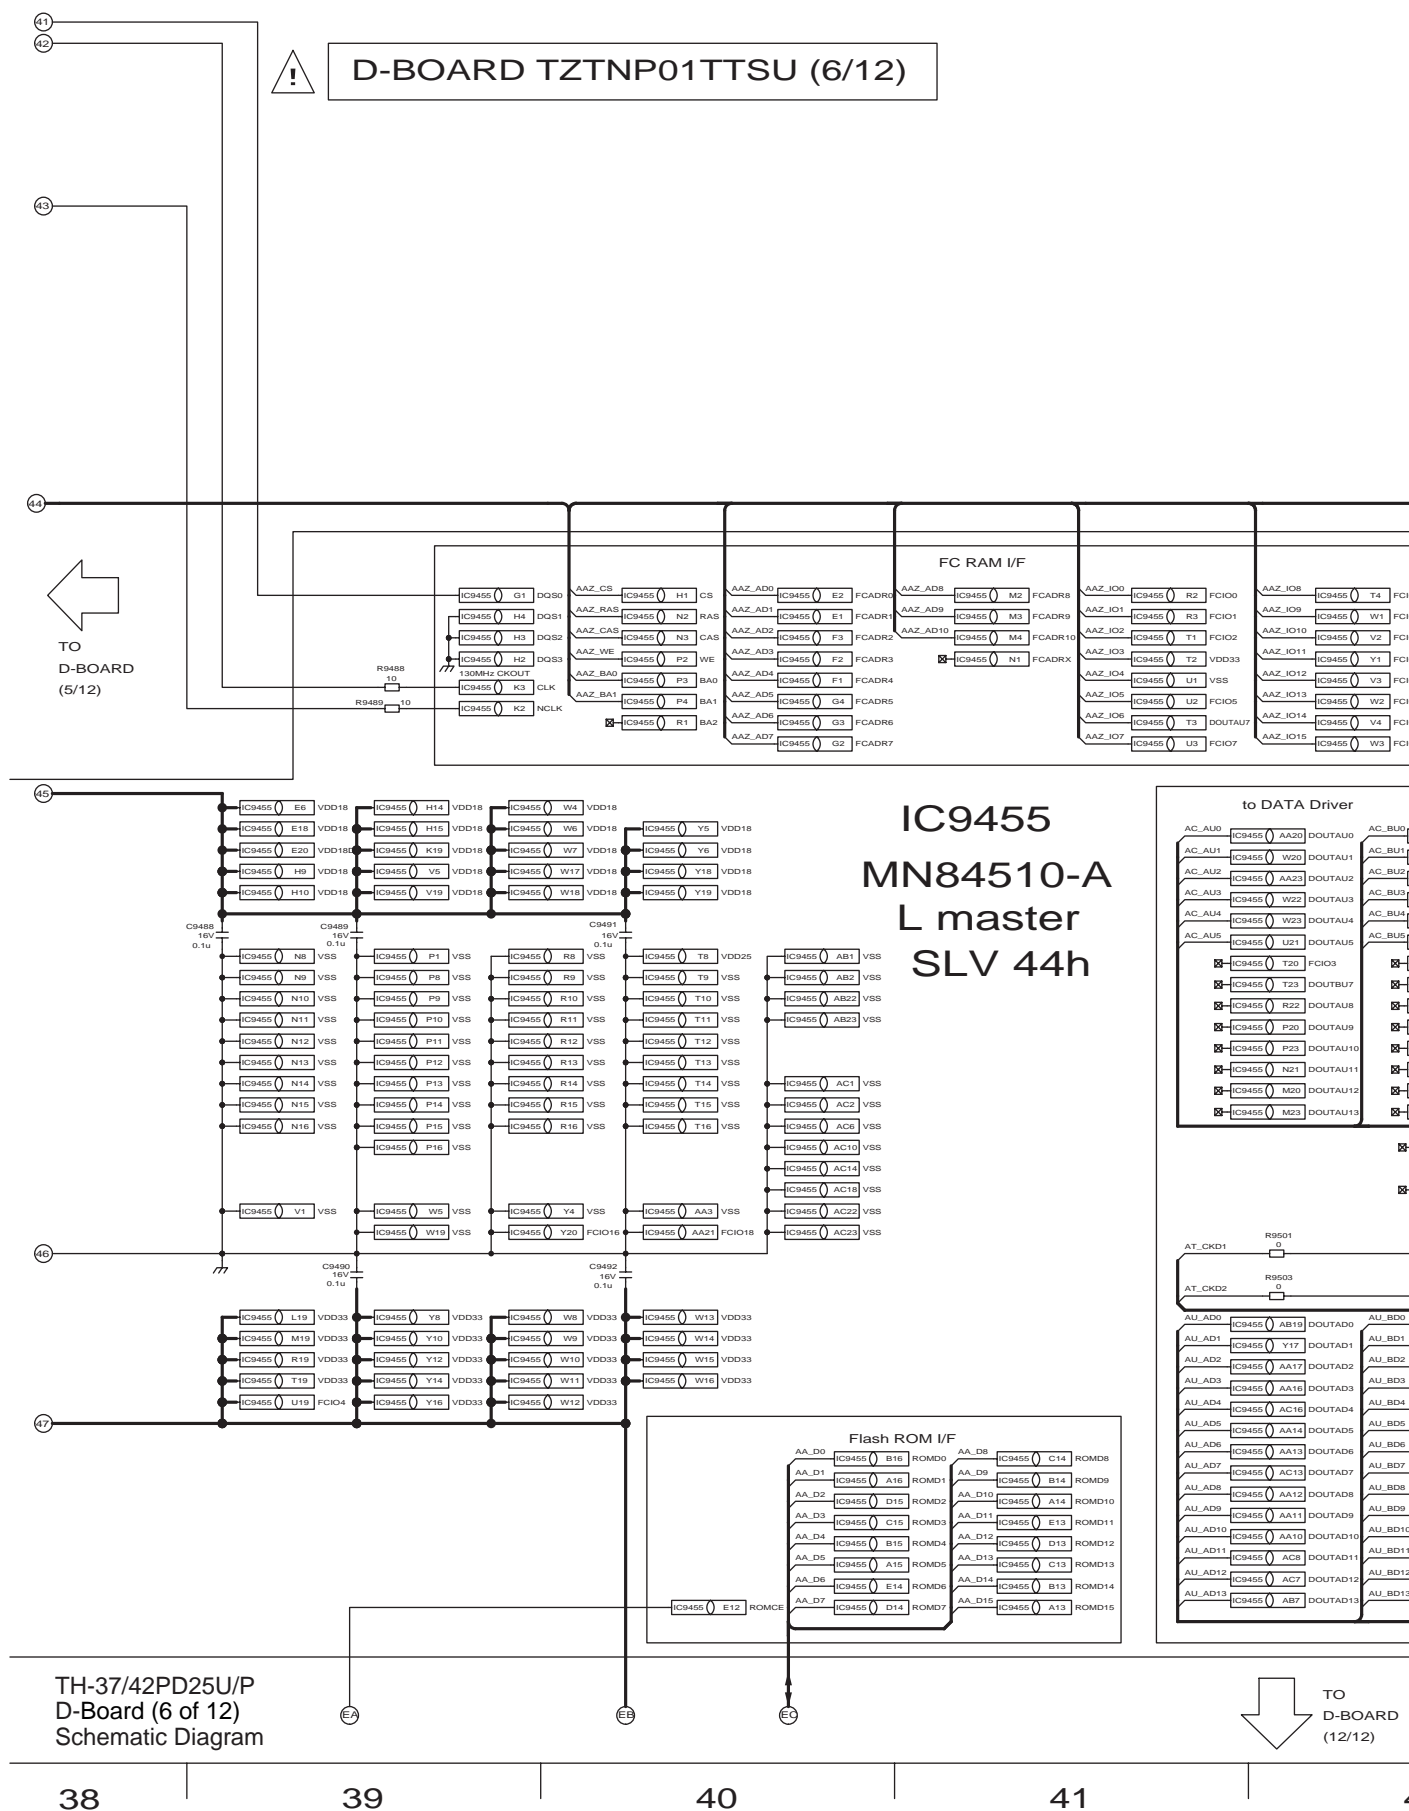 41
42
! D-BOARD TZTNP01TTSU (6/12)
43
44
TO
D-BOARD
(5/12)
FC RAM I/F
IC9455 G1 DQS0
IC9455 H4 DQS1
IC9455 H3 DQS2
IC9455 H2 DQS3
130MHz CKOUT
R9488
10
IC9455 K3 CLK
R9489 10
IC9455 K2 NCLK
AAZ_CS IC9455 H1 CS
AAZ_RAS IC9455 N2 RAS
AAZ_CAS IC9455 N3 CAS
AAZ_WE IC9455 P2 WE
AAZ_BA0 IC9455 P3 BA0
AAZ_BA1 IC9455 P4 BA1
IC9455 R1 BA2
AAZ_AD0 IC9455 E2 FCADR0
AAZ_AD1 IC9455 E1 FCADR1
AAZ_AD2 IC9455 F3 FCADR2
AAZ_AD3 IC9455 F2 FCADR3
AAZ_AD4 IC9455 F1 FCADR4
AAZ_AD5 IC9455 G4 FCADR5
AAZ_AD6 IC9455 G3 FCADR6
AAZ_AD7 IC9455 G2 FCADR7
AAZ_AD8 IC9455 M2 FCADR8
AAZ_AD9 IC9455 M3 FCADR9
AAZ_AD10 IC9455 M4 FCADR10
IC9455 N1 FCADRX
AAZ_IO0 IC9455 R2 FCIO0
AAZ_IO1 IC9455 R3 FCIO1
AAZ_IO2 IC9455 T1 FCIO2
AAZ_IO3 IC9455 T2 VDD33
AAZ_IO4 IC9455 U1 VSS
AAZ_IO5 IC9455 U2 FCIO5
AAZ_IO6 IC9455 T3 DOUTAU7
AAZ_IO7 IC9455 U3 FCIO7
AAZ_IO8 IC9455 T4 FCI
AAZ_IO9 IC9455 W1 FCI
AAZ_IO10 IC9455 V2 FCI
AAZ_IO11 IC9455 Y1 FCI
AAZ_IO12 IC9455 V3 FCI
AAZ_IO13 IC9455 W2 FCI
AAZ_IO14 IC9455 V4 FCI
AAZ_IO15 IC9455 W3 FCI
45
IC9455 E6 VDD18
IC9455 E18 VDD18
IC9455 E20 VDD18D
IC9455 H9 VDD18
IC9455 H10 VDD18
IC9455 H14 VDD18
IC9455 H15 VDD18
IC9455 K19 VDD18
IC9455 V5 VDD18
IC9455 V19 VDD18
IC9455 W4 VDD18
IC9455 W6 VDD18
IC9455 W7 VDD18
IC9455 W17 VDD18
IC9455 W18 VDD18
IC9455 Y5 VDD18
IC9455 Y6 VDD18
IC9455 Y18 VDD18
IC9455 Y19 VDD18
IC9455
MN84510-A
L master
SLV 44h
C9488
16V
0.1u
C9489
16V
0.1u
C9491
16V
0.1u
IC9455 N8 VSS
IC9455 N9 VSS
IC9455 N10 VSS
IC9455 N11 VSS
IC9455 N12 VSS
IC9455 N13 VSS
IC9455 N14 VSS
IC9455 N15 VSS
IC9455 N16 VSS
IC9455 V1 VSS
IC9455 P1 VSS
IC9455 P8 VSS
IC9455 P9 VSS
IC9455 P10 VSS
IC9455 P11 VSS
IC9455 P12 VSS
IC9455 P13 VSS
IC9455 P14 VSS
IC9455 P15 VSS
IC9455 P16 VSS
IC9455 W5 VSS
IC9455 W19 VSS
IC9455 R8 VSS
IC9455 R9 VSS
IC9455 R10 VSS
IC9455 R11 VSS
IC9455 R12 VSS
IC9455 R13 VSS
IC9455 R14 VSS
IC9455 R15 VSS
IC9455 R16 VSS
IC9455 Y4 VSS
IC9455 Y20 FCIO16
IC9455 T8 VDD25
IC9455 T9 VSS
IC9455 T10 VSS
IC9455 T11 VSS
IC9455 T12 VSS
IC9455 T13 VSS
IC9455 T14 VSS
IC9455 T15 VSS
IC9455 T16 VSS
IC9455 AA3 VSS
IC9455 AA21 FCIO18
IC9455 AB1 VSS
IC9455 AB2 VSS
IC9455 AB22 VSS
IC9455 AB23 VSS
IC9455 AC1 VSS
IC9455 AC2 VSS
IC9455 AC6 VSS
IC9455 AC10 VSS
IC9455 AC14 VSS
IC9455 AC18 VSS
IC9455 AC22 VSS
IC9455 AC23 VSS
46
C9490
16V
0.1u
C9492
16V
0.1u
IC9455 L19 VDD33
IC9455 M19 VDD33
IC9455 R19 VDD33
IC9455 T19 VDD33
IC9455 U19 FCIO4
IC9455 Y8 VDD33
IC9455 Y10 VDD33
IC9455 Y12 VDD33
IC9455 Y14 VDD33
IC9455 Y16 VDD33
IC9455 W8 VDD33
IC9455 W9 VDD33
IC9455 W10 VDD33
IC9455 W11 VDD33
IC9455 W12 VDD33
IC9455 W13 VDD33
IC9455 W14 VDD33
IC9455 W15 VDD33
IC9455 W16 VDD33
47
to DATA Driver
AC_AU0 IC9455 AA20 DOUTAU0 AC_BU0
AC_AU1 IC9455 W20 DOUTAU1 AC_BU1
AC_AU2 IC9455 AA23 DOUTAU2 AC_BU2
AC_AU3 IC9455 W22 DOUTAU3 AC_BU3
AC_AU4 IC9455 W23 DOUTAU4 AC_BU4
AC_AU5 IC9455 U21 DOUTAU5 AC_BU5
IC9455 T20 FCIO3
IC9455 T23 DOUTBU7
IC9455 R22 DOUTAU8
IC9455 P20 DOUTAU9
IC9455 P23 DOUTAU10
IC9455 N21 DOUTAU11
IC9455 M20 DOUTAU12
IC9455 M23 DOUTAU13
AT_CKD1 R9501
0
AT_CKD2 R9503
0
AU_AD0 IC9455 AB19 DOUTAD0 AU_BD0
AU_AD1 IC9455 Y17 DOUTAD1 AU_BD1
AU_AD2 IC9455 AA17 DOUTAD2 AU_BD2
AU_AD3 IC9455 AA16 DOUTAD3 AU_BD3
AU_AD4 IC9455 AC16 DOUTAD4 AU_BD4
AU_AD5 IC9455 AA14 DOUTAD5 AU_BD5
AU_AD6 IC9455 AA13 DOUTAD6 AU_BD6
AU_AD7 IC9455 AC13 DOUTAD7 AU_BD7
AU_AD8 IC9455 AA12 DOUTAD8 AU_BD8
AU_AD9 IC9455 AA11 DOUTAD9 AU_BD9
AU_AD10 IC9455 AA10 DOUTAD10 AU_BD10
AU_AD11 IC9455 AC8 DOUTAD11 AU_BD11
AU_AD12 IC9455 AC7 DOUTAD12 AU_BD12
AU_AD13 IC9455 AB7 DOUTAD13 AU_BD13
Flash ROM I/F
AA_D0 IC9455 B16 ROMD0
AA_D1 IC9455 A16 ROMD1
AA_D2 IC9455 D15 ROMD2
AA_D3 IC9455 C15 ROMD3
AA_D4 IC9455 B15 ROMD4
AA_D5 IC9455 A15 ROMD5
AA_D6 IC9455 E14 ROMD6
AA_D7 IC9455 D14 ROMD7
AA_D8 IC9455 C14 ROMD8
AA_D9 IC9455 B14 ROMD9
AA_D10 IC9455 A14 ROMD10
AA_D11 IC9455 E13 ROMD11
AA_D12 IC9455 D13 ROMD12
AA_D13 IC9455 C13 ROMD13
AA_D14 IC9455 B13 ROMD14
AA_D15 IC9455 A13 ROMD15
IC9455 E12 ROMCE
TH-37/42PD25U/P
D-Board (6 of 12)
Schematic Diagram
EA
EB
EC
TO
D-BOARD
(12/12)
38 39 40 41